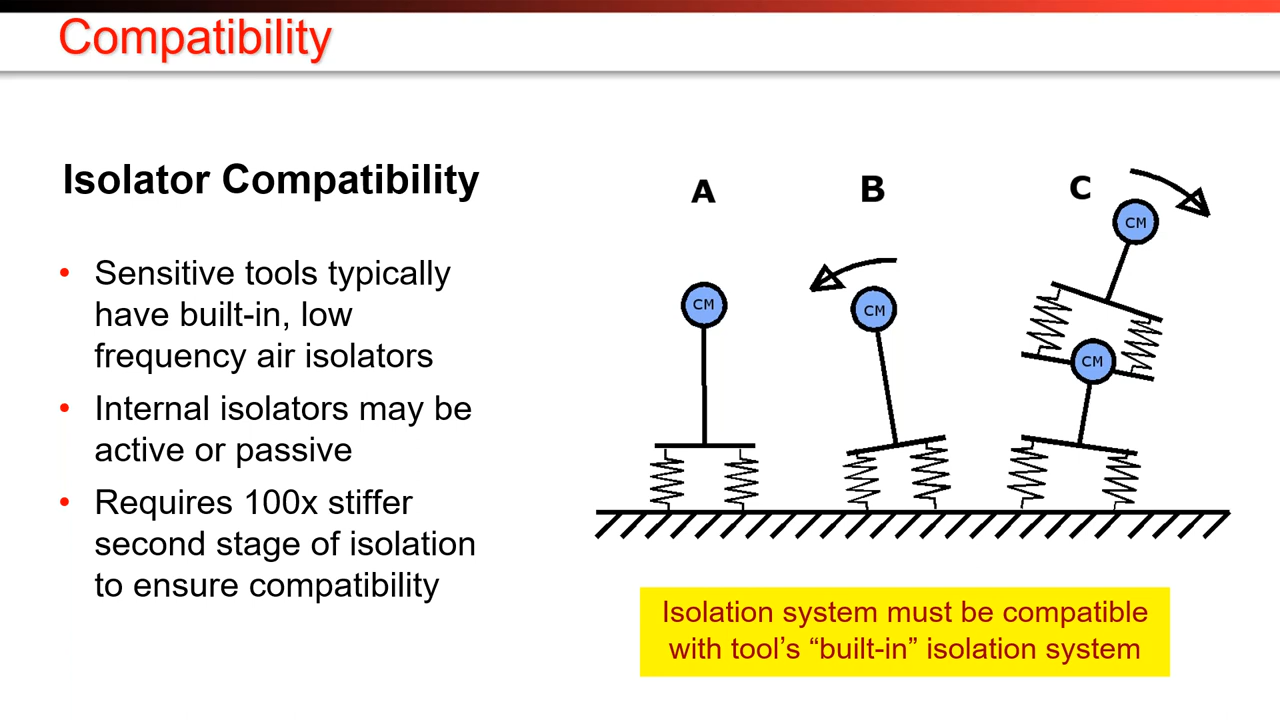 Compatibility
Isolator Compatibility
• Sensitive tools typically
have built-in, low
frequency air isolators
• Internal isolators may be
active or passive
• Requires 100x stiffer
second stage of isolation
to ensure compatibility
A
B
C
CM
CM
CM
CM
Isolation system must be compatible
with tool’s “built-in” isolation system